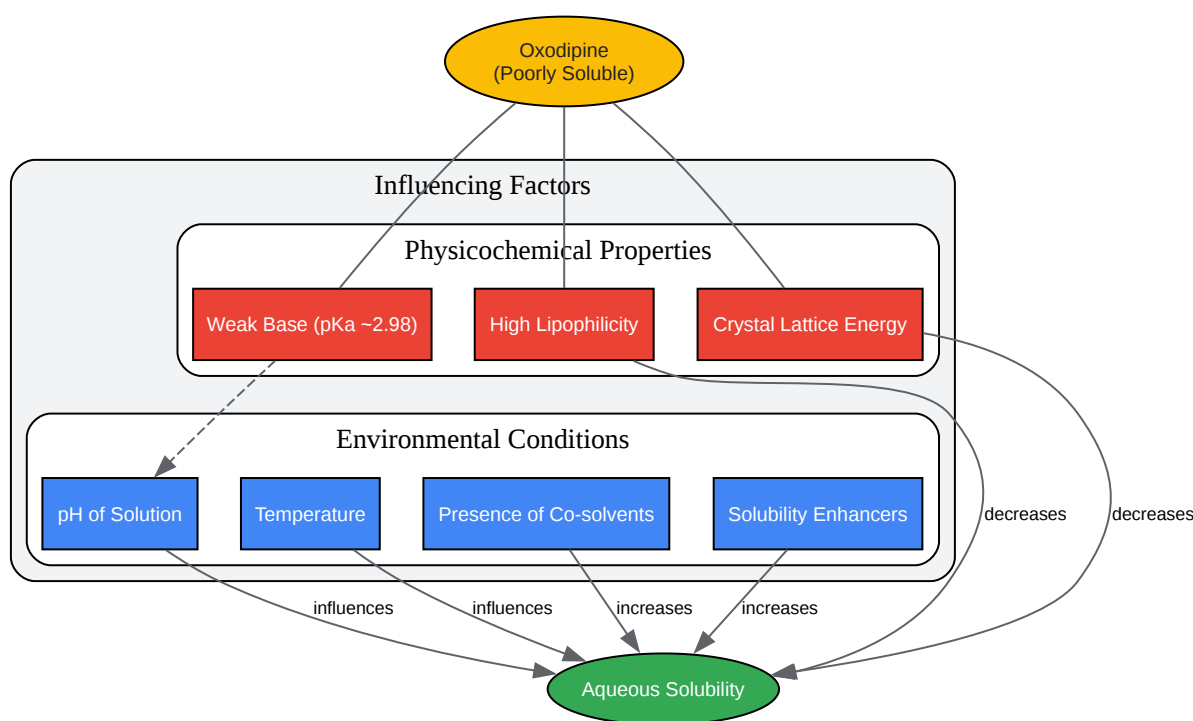 Oxodipine
(Poorly Soluble)
Influencing Factors
Physicochemical Properties
Weak Base (pKa ~2.98)
High Lipophilicity
Crystal Lattice Energy
Environmental Conditions
pH of Solution
Temperature
Presence of Co-solvents
Solubility Enhancers
decreases
decreases
influences
influences
increases
increases
Aqueous Solubility